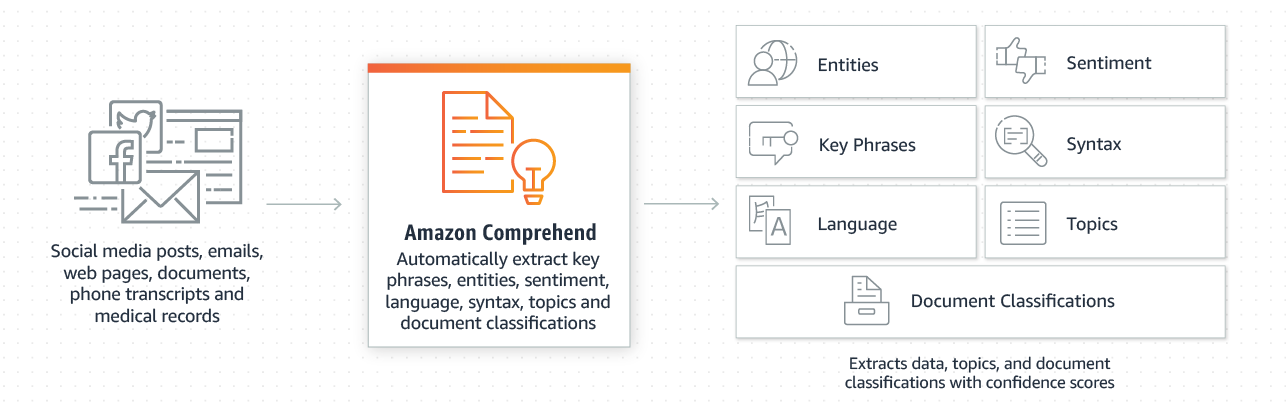 Social media posts, emails,
web pages, documents,
phone transcripts and
medical records
Amazon Comprehend
Automatically extract key
phrases, entities, sentiment,
language, syntax, topics and
document classifications
Entities
Sentiment
Key Phrases
Syntax
Language
A
Topics
Document Classifications
Extracts data, topics, and document
classifications with confidence scores